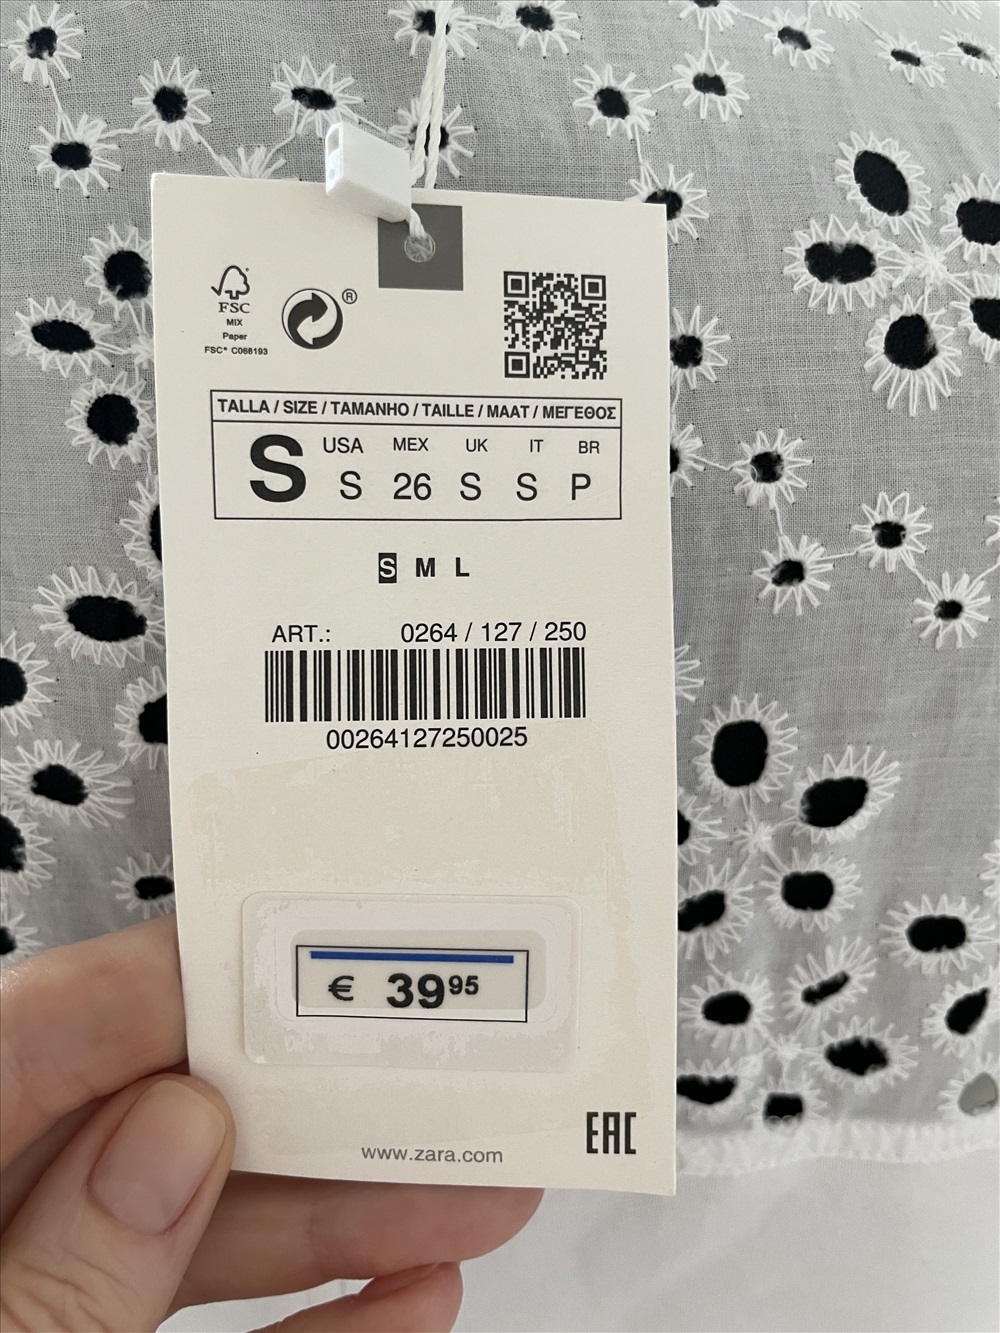 FSC
MIX
Paper
FSC® C068193
®
TALLA / SIZE / TAMANHO / TAILLE / MAAT / ΜΕΓΕΘΟΣ
USA MEX UK IT BR
S S 26 S S P
S M L
ART.: 0264 / 127 / 250
00264127250025
€ 39 95
EAC
www.zara.com